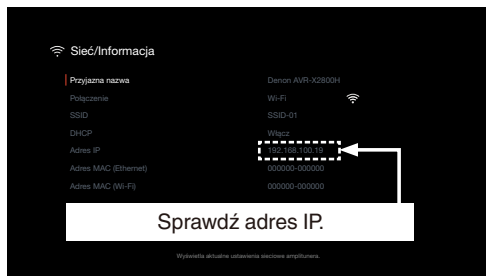 Sieć/Informacja
Przyjazna nazwa Denon AVR-X2800H
Połączenie Wi-Fi
SSID SSID-01
DHCP Włącz
Adres IP 192.168.100.19
Adres MAC (Ethernet) 000000-000000
Adres MAC (Wi-Fi) 000000-000000
Sprawdź adres IP.
Wyświetla aktualne ustawienia sieciowe amplitunera.